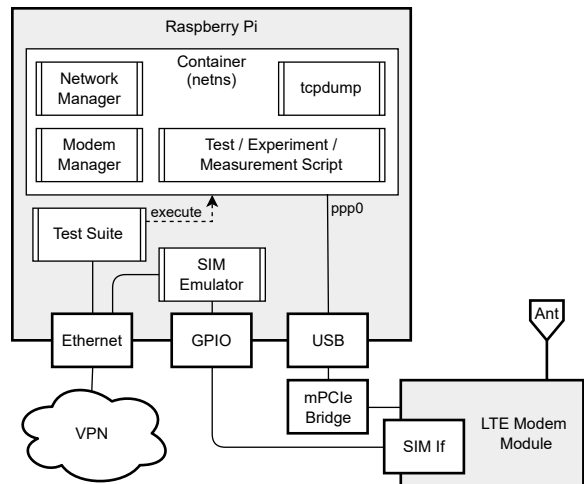 Raspberry Pi
Container
(netns)
Network
Manager
tcpdump
Modem
Manager
Test / Experiment /
Measurement Script
execute
ppp0
Test Suite
SIM
Emulator
Ant
Ethernet
GPIO
USB
mPCIe
Bridge
LTE Modem
Module
VPN
SIM If